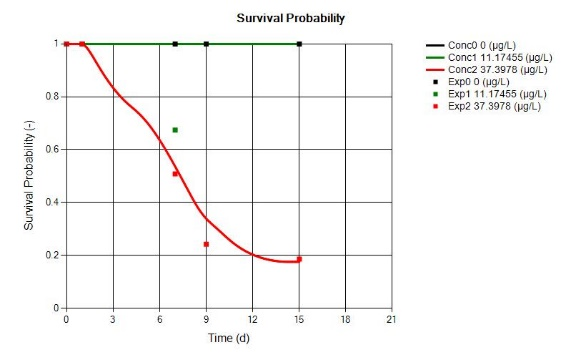 Survival Probability
Conc0 0 (µg/L)
Conc1 11.17455 (µg/L)
Conc2 37.3978 (µg/L)
Exp0 0 (µg/L)
Exp1 11.17455 (µg/L)
Exp2 37.3978 (µg/L)
Survival Probability (-)
1
0.8
0.6
0.4
0.2
0
0 3 6 9 12 15 18 21
Time (d)